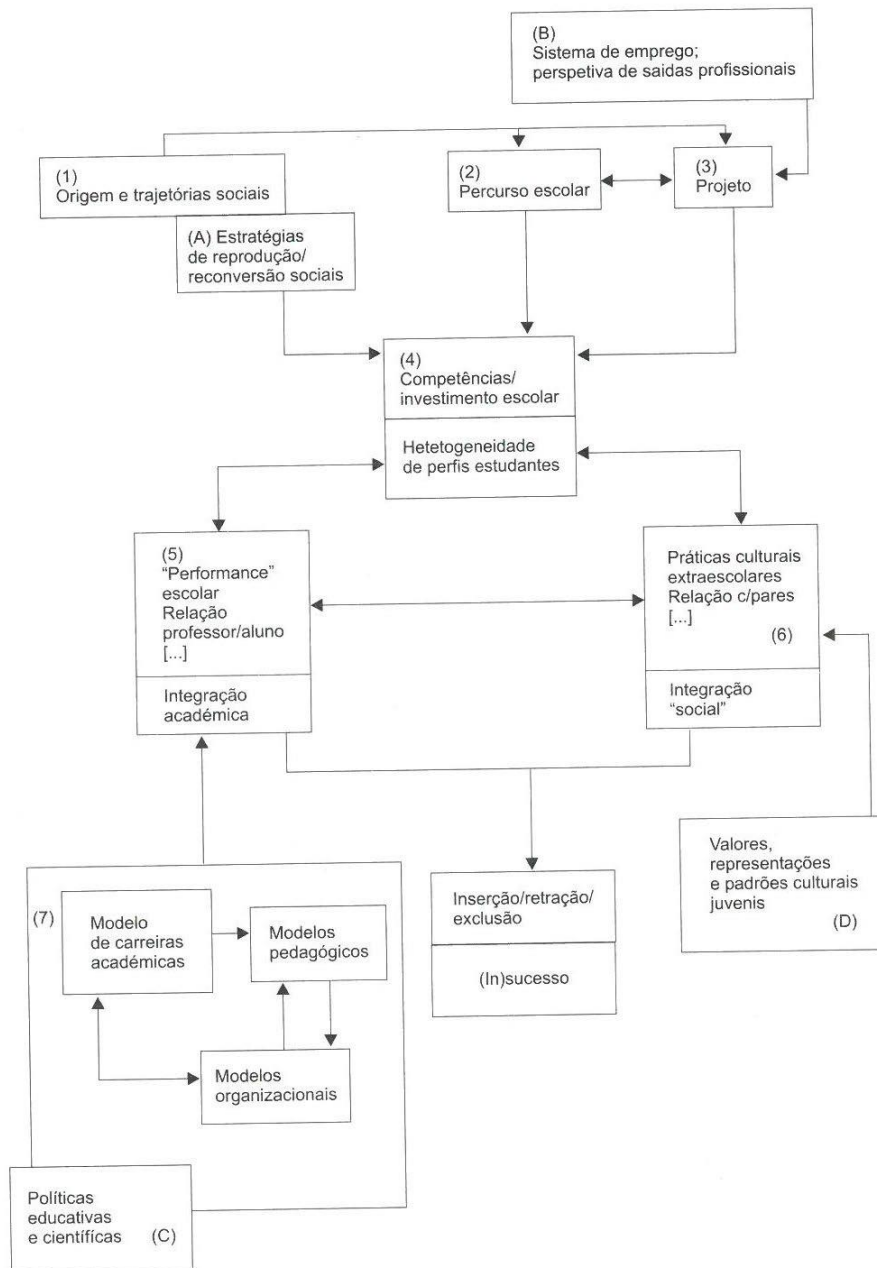 (B)
Sistema de emprego;
perspetiva de saidas profissionais
(1)
Origem e trajetórias sociais
(2)
Percurso escolar
(3)
Projeto
(A) Estratégias
de reprodução/
reconversão sociais
(4)
Competências/
investimento escolar
Hetetogeneidade
de perfis estudantes
(5)
“Performance”
escolar
Relação
professor/aluno
[...]
Integração
académica
Práticas culturais
extraescolares
Relação c/pares
[...]
(6)
Integração
“social”
Valores,
representações
e padrões culturais
juvenis
(D)
Inserção/retração/
exclusão
(In)sucesso
(7)
Modelo
de carreiras
académicas
Modelos
pedagógicos
Modelos
organizacionais
Políticas
educativas
e científícas (C)